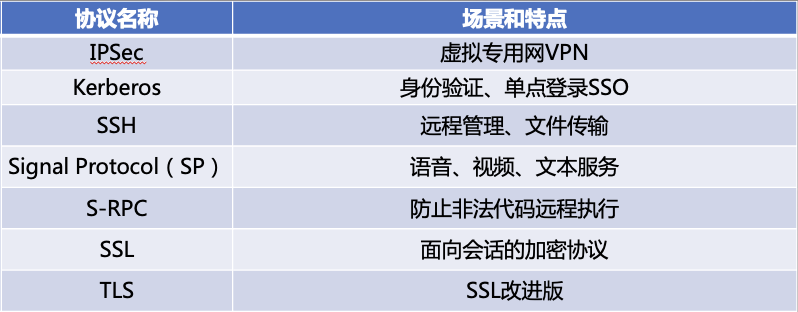 协议名称 场景和特点
IPSec 虚拟专用网VPN
Kerberos 身份验证、单点登录SSO
SSH 远程管理、文件传输
Signal Protocol（SP） 语音、视频、文本服务
S-RPC 防止非法代码远程执行
SSL 面向会话的加密协议
TLS SSL改进版